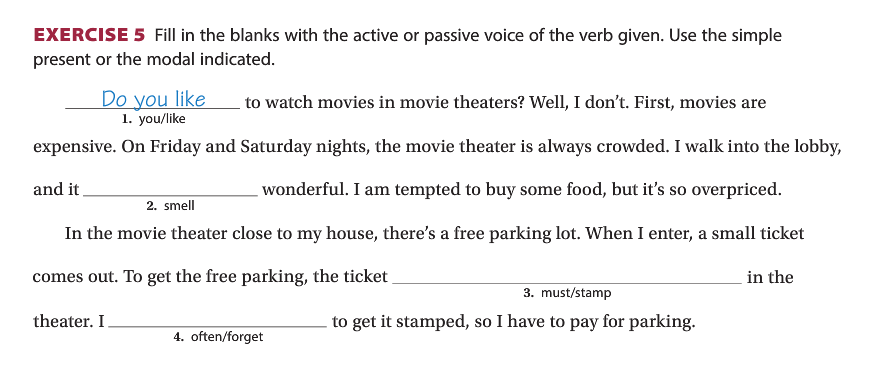 EXERCISE 5 Fill in the blanks with the active or passive voice of the verb given. Use the simple
present or the modal indicated.
Do you like to watch movies in movie theaters? Well, I don't. First, movies are
1. you/like
expensive. On Friday and Saturday nights, the movie theater is always crowded. I walk into the lobby,
and it ____ wonderful. I am tempted to buy some food, but it's so overpriced.
2. smell
In the movie theater close to my house, there's a free parking lot. When I enter, a small ticket
comes out. To get the free parking, the ticket ____ in the
3. must/stamp
theater. I ____ to get it stamped, so I have to pay for parking.
4. often/forget